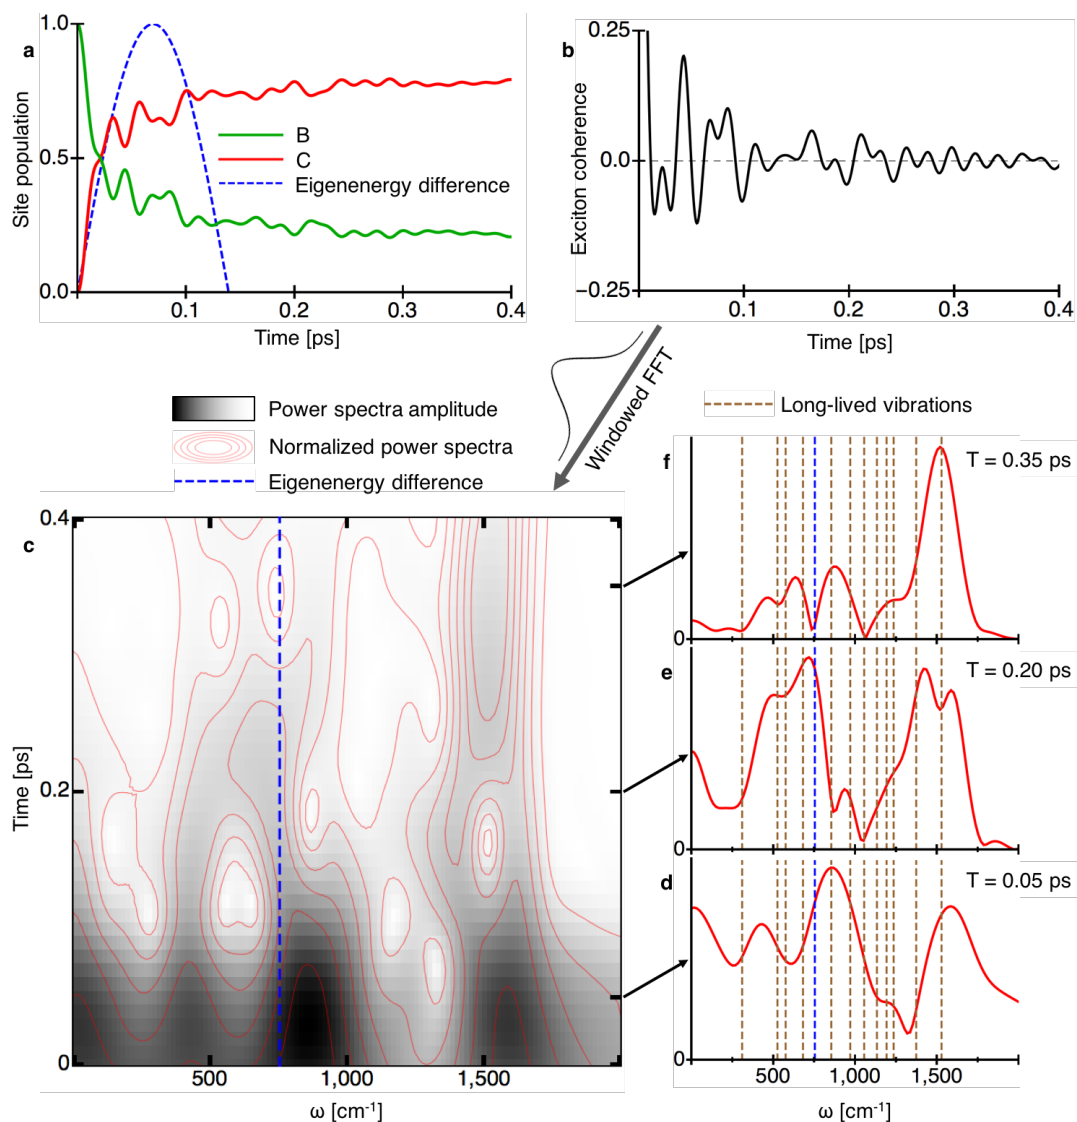 a
1.0
0.5
0.0
Site population
B
C
Eigenenergy difference
0.1
0.2
0.3
0.4
Time [ps]
b
0.25
0.0
−0.25
Exciton coherence
0.1
0.2
0.3
0.4
Time [ps]
Windowed FFT
Power spectra amplitude
Normalized power spectra
Eigenenergy difference
Long-lived vibrations
c
0.4
0.2
0
Time [ps]
500
1,000
1,500
ω [cm-1]
f
T = 0.35 ps
0
e
T = 0.20 ps
0
d
T = 0.05 ps
0
500
1,000
1,500
ω [cm-1]